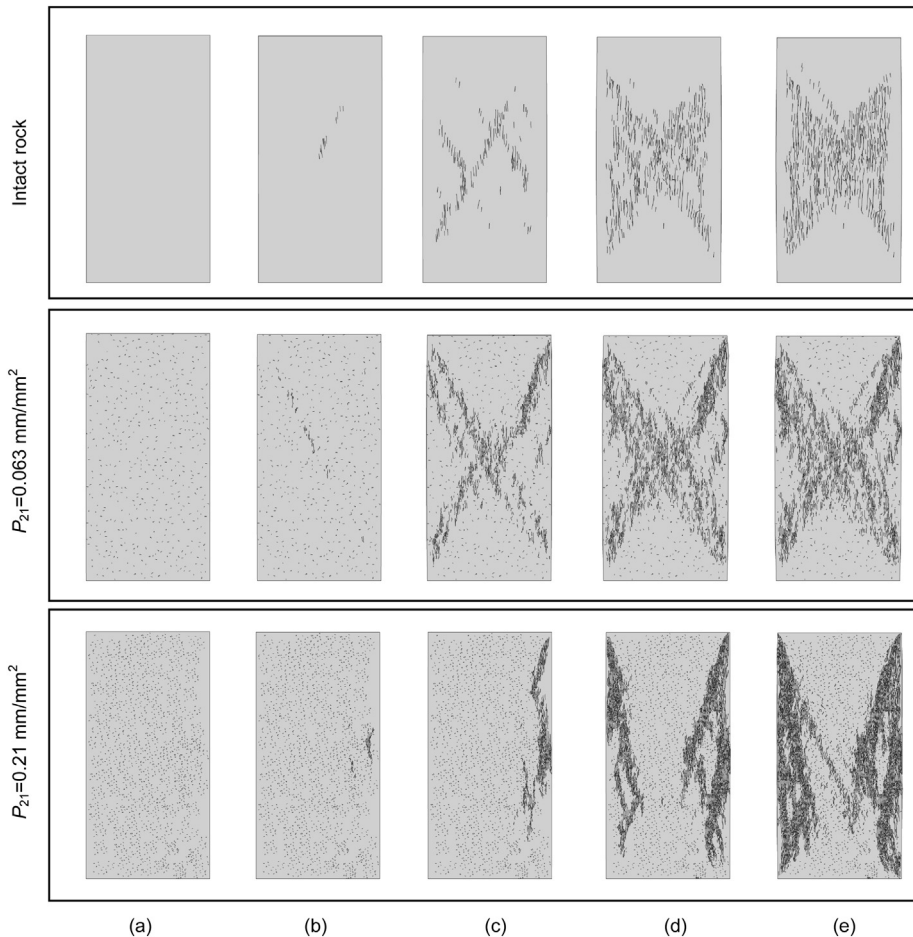 Intact rock
P₂₁=0.063 mm/mm²
P₂₁=0.21 mm/mm²
(a) (b) (c) (d) (e)